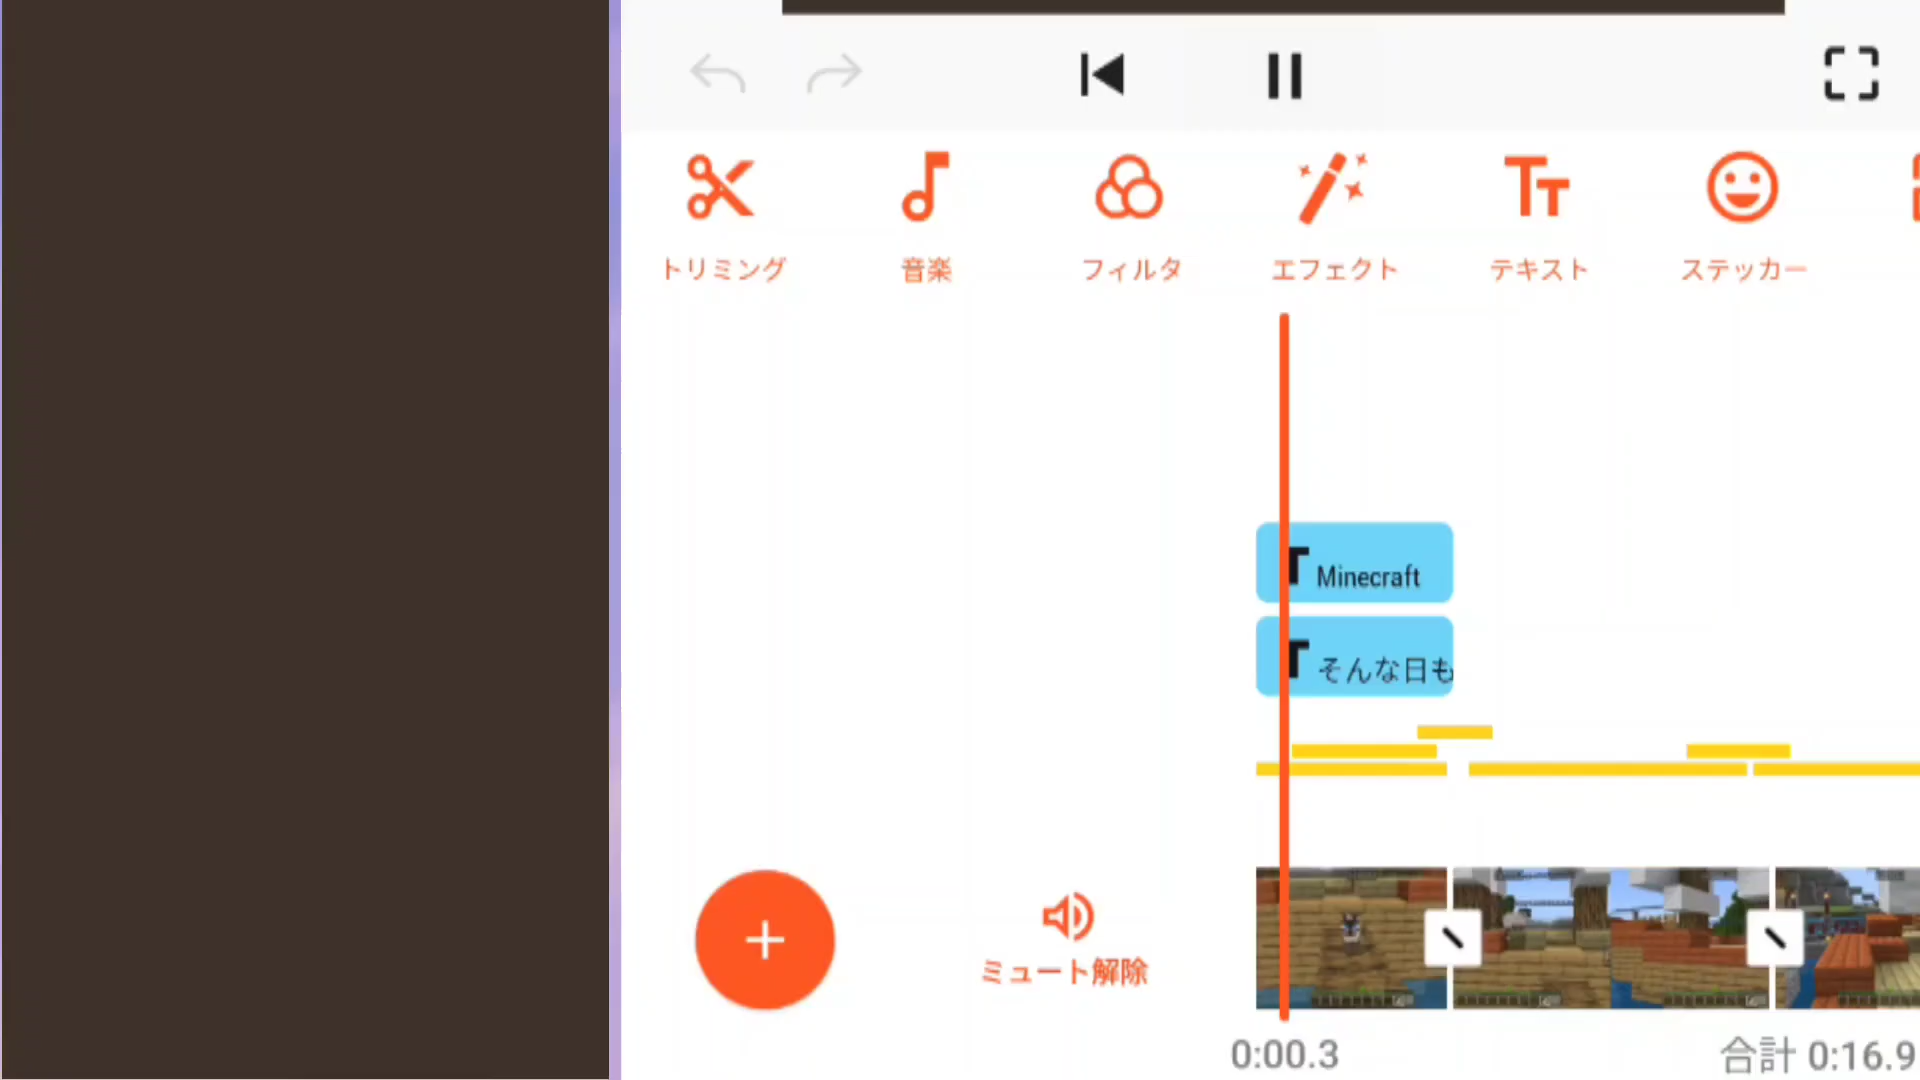 トリミング
音楽
フィルタ
エフェクト
テキスト
ステッカー
Minecraft
そんな日も
ミュート解除
0:00.3
合計 0:16.9